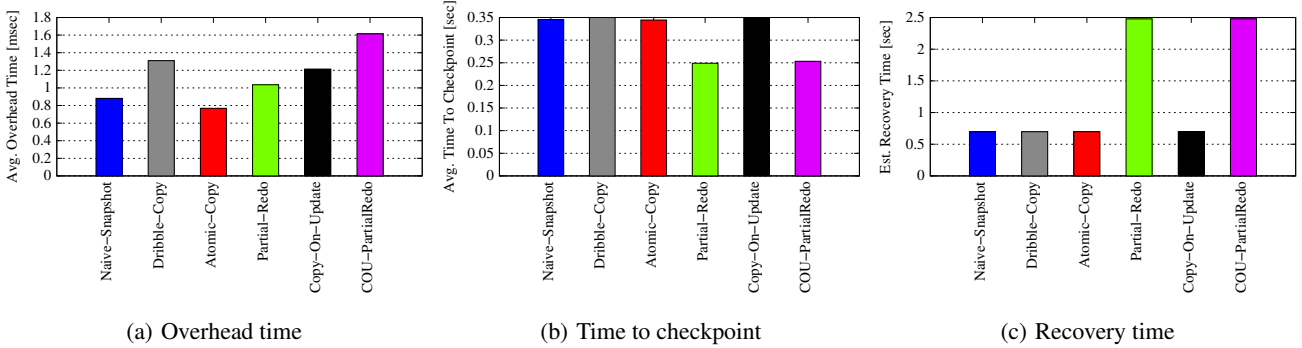 Avg. Overhead Time [msec]
1.8
1.6
1.4
1.2
1
0.8
0.6
0.4
0.2
0
Naive−Snapshot
Dribble−Copy
Atomic−Copy
Partial−Redo
Copy−On−Update
COU−PartialRedo
(a) Overhead time
Avg. Time To Checkpoint [sec]
0.35
0.3
0.25
0.2
0.15
0.1
0.05
0
Naive−Snapshot
Dribble−Copy
Atomic−Copy
Partial−Redo
Copy−On−Update
COU−PartialRedo
(b) Time to checkpoint
Est. Recovery Time [sec]
2.5
2
1.5
1
0.5
0
Naive−Snapshot
Dribble−Copy
Atomic−Copy
Partial−Redo
Copy−On−Update
COU−PartialRedo
(c) Recovery time